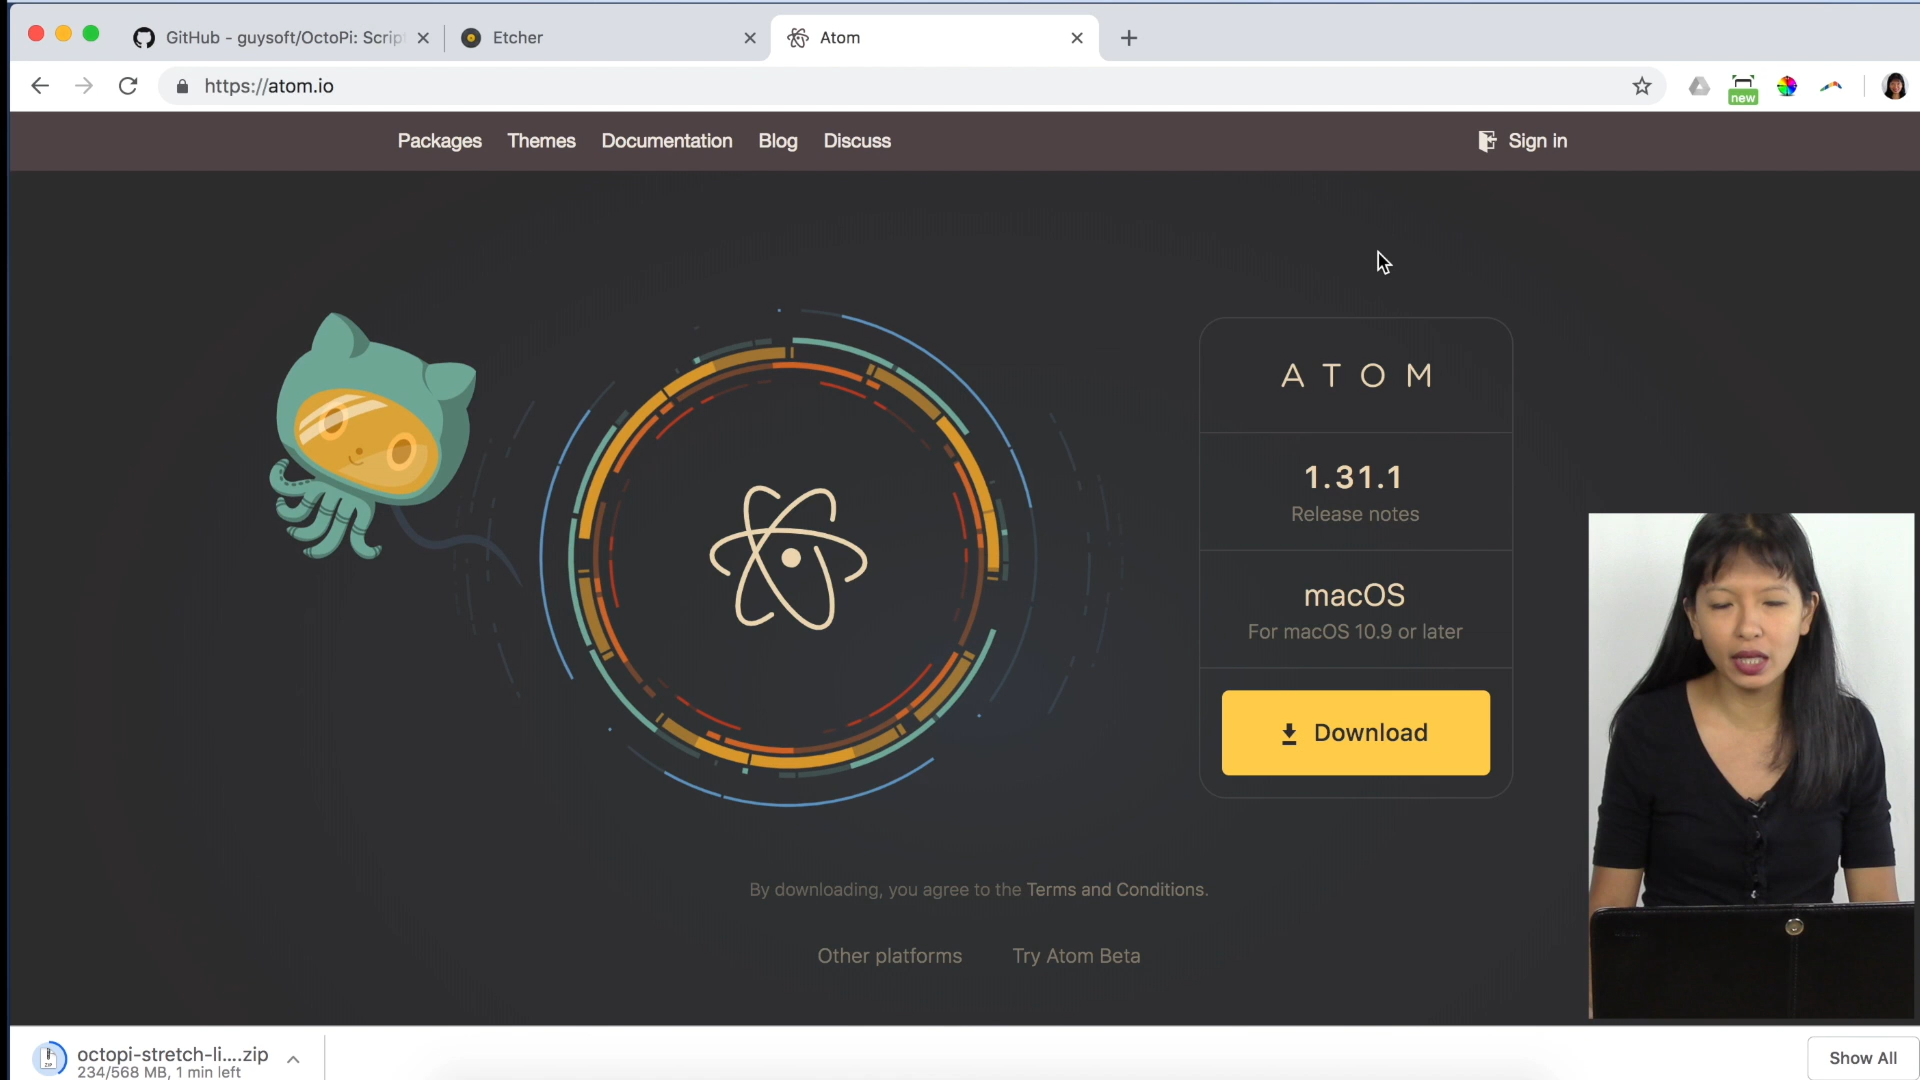 GitHub - guysoft/OctoPi: Scrip
Etcher
Atom
https://atom.io
new
Packages
Themes
Documentation
Blog
Discuss
Sign in
ATOM
1.31.1
Release notes
macOS
For macOS 10.9 or later
Download
By downloading, you agree to the Terms and Conditions.
Other platforms
Try Atom Beta
octopi-stretch-li....zip
234/568 MB, 1 min left
Show All